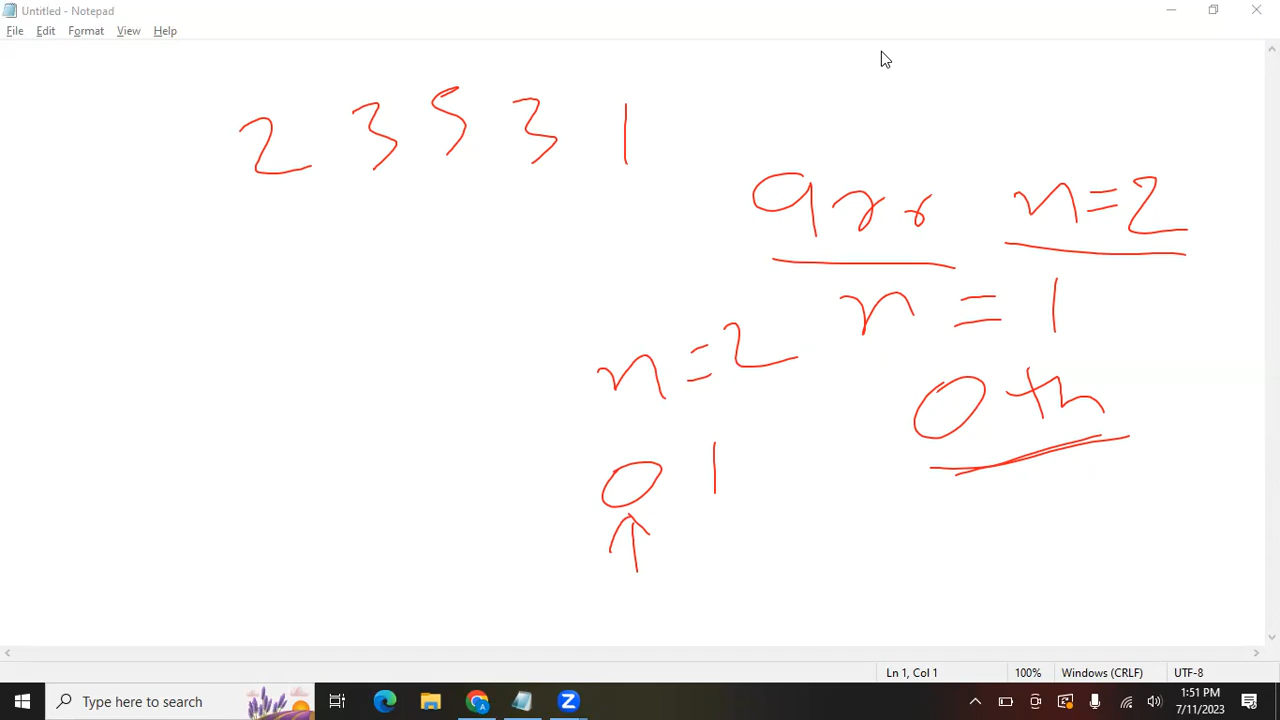 Untitled - Notepad
File Edit Format View Help
2 3 5 3 1
arr n=2
n = 1
n=2
0th
0 1
Ln 1, Col 1 100% Windows (CRLF) UTF-8
Type here to search
1:51 PM
7/11/2023